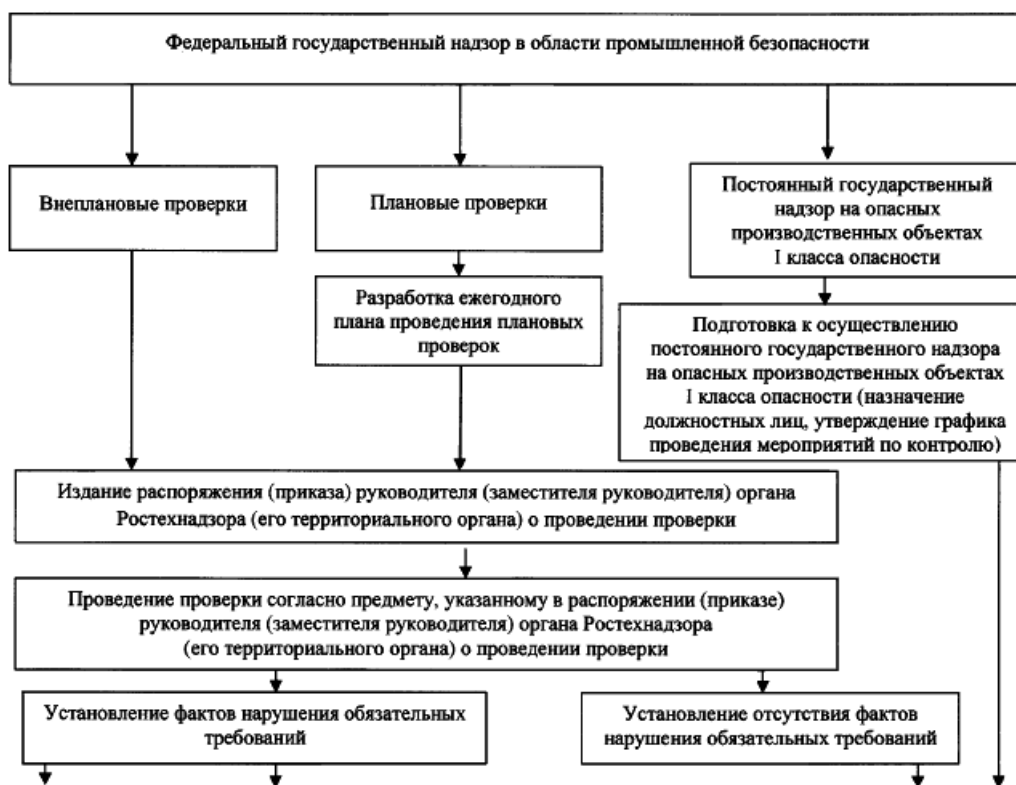 Федеральный государственный надзор в области промышленной безопасности
Внеплановые проверки
Плановые проверки
Постоянный государственный
надзор на опасных
производственных объектах
I класса опасности
Разработка ежегодного
плана проведения плановых
проверок
Подготовка к осуществлению
постоянного государственного надзора
на опасных производственных объектах
I класса опасности (назначение
должностных лиц, утверждение графика
проведения мероприятий по контролю)
Издание распоряжения (приказа) руководителя (заместителя руководителя) органа
Ростехнадзора (его территориального органа) о проведении проверки
Проведение проверки согласно предмету, указанному в распоряжении (приказе)
руководителя (заместителя руководителя) органа Ростехнадзора
(его территориального органа) о проведении проверки
Установление фактов нарушения обязательных
требований
Установление отсутствия фактов
нарушения обязательных требований